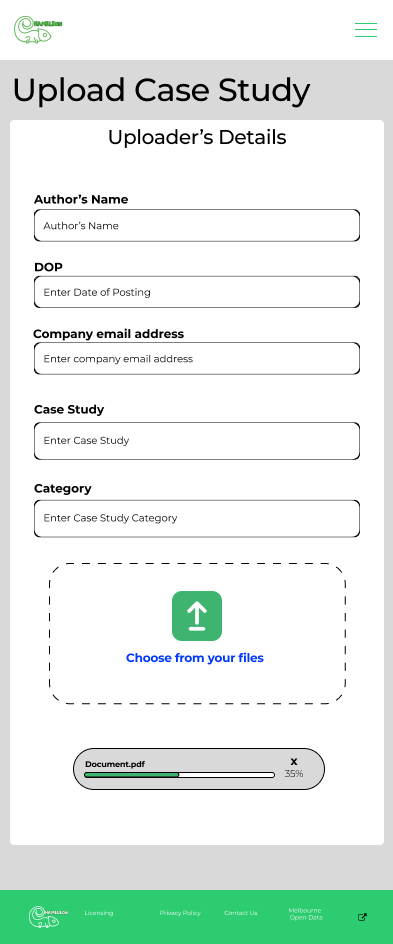 HAMELEON
Upload Case Study
Uploader’s Details
Author’s Name
Author’s Name
DOP
Enter Date of Posting
Company email address
Enter company email address
Case Study
Enter Case Study
Category
Enter Case Study Category
Choose from your files
Document.pdf
X
35%
HAMELEON
Licensing
Privacy Policy
Contact Us
Melbourne
Open Data